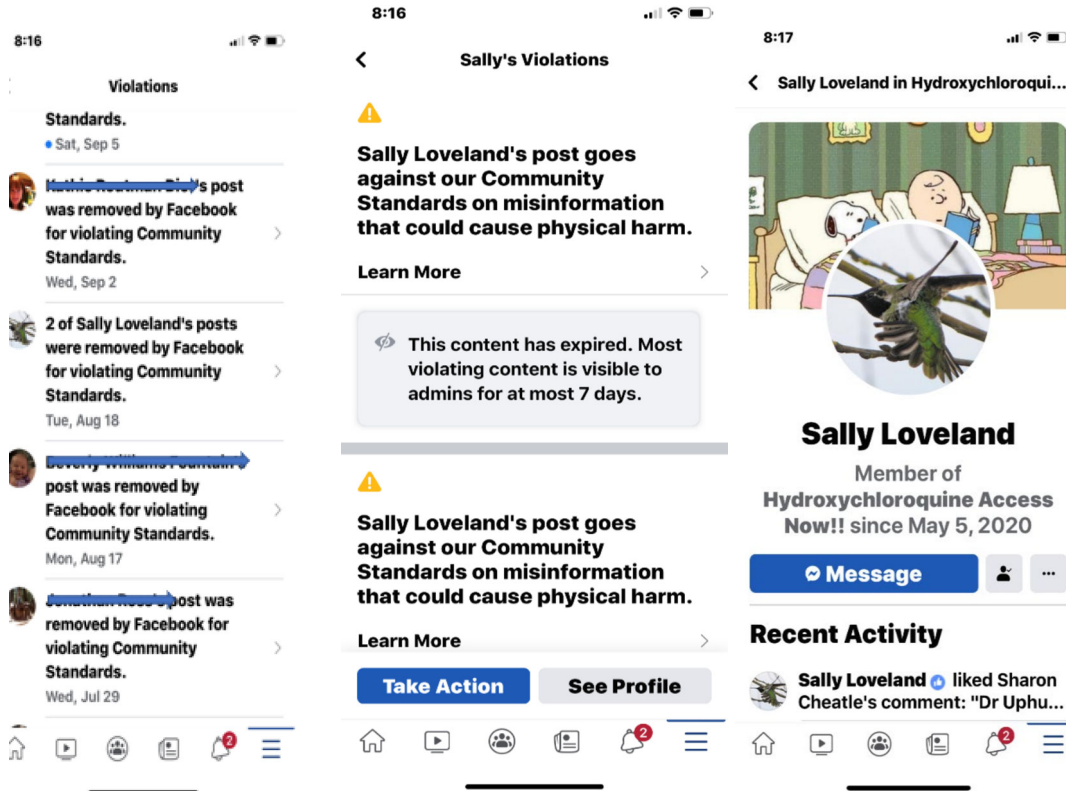 8:16
Violations
Standards.
Sat, Sep 5
's post
was removed by Facebook
for violating Community
Standards.
Wed, Sep 2
2 of Sally Loveland's posts
were removed by Facebook
for violating Community
Standards.
Tue, Aug 18
post was removed by
Facebook for violating
Community Standards.
Mon, Aug 17
post was
removed by Facebook for
violating Community
Standards.
Wed, Jul 29
2
8:16
Sally's Violations
Sally Loveland's post goes
against our Community
Standards on misinformation
that could cause physical harm.
Learn More
This content has expired. Most
violating content is visible to
admins for at most 7 days.
Sally Loveland's post goes
against our Community
Standards on misinformation
that could cause physical harm.
Learn More
Take Action
See Profile
2
8:17
Sally Loveland in Hydroxychloroqui...
Sally Loveland
Member of
Hydroxychloroquine Access
Now!! since May 5, 2020
Message
Recent Activity
Sally Loveland liked Sharon
Cheatle's comment: "Dr Uphu...
2